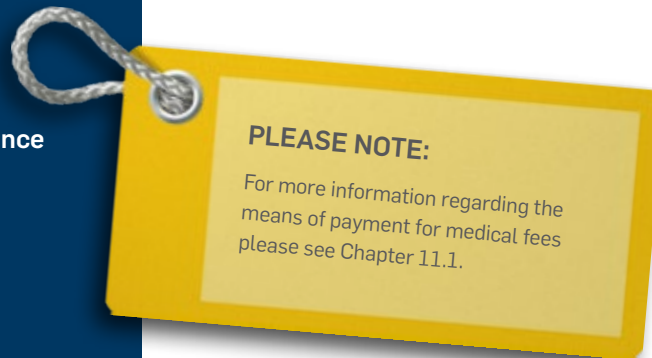 nce
PLEASE NOTE:
For more information regarding the
means of payment for medical fees
please see Chapter 11.1.